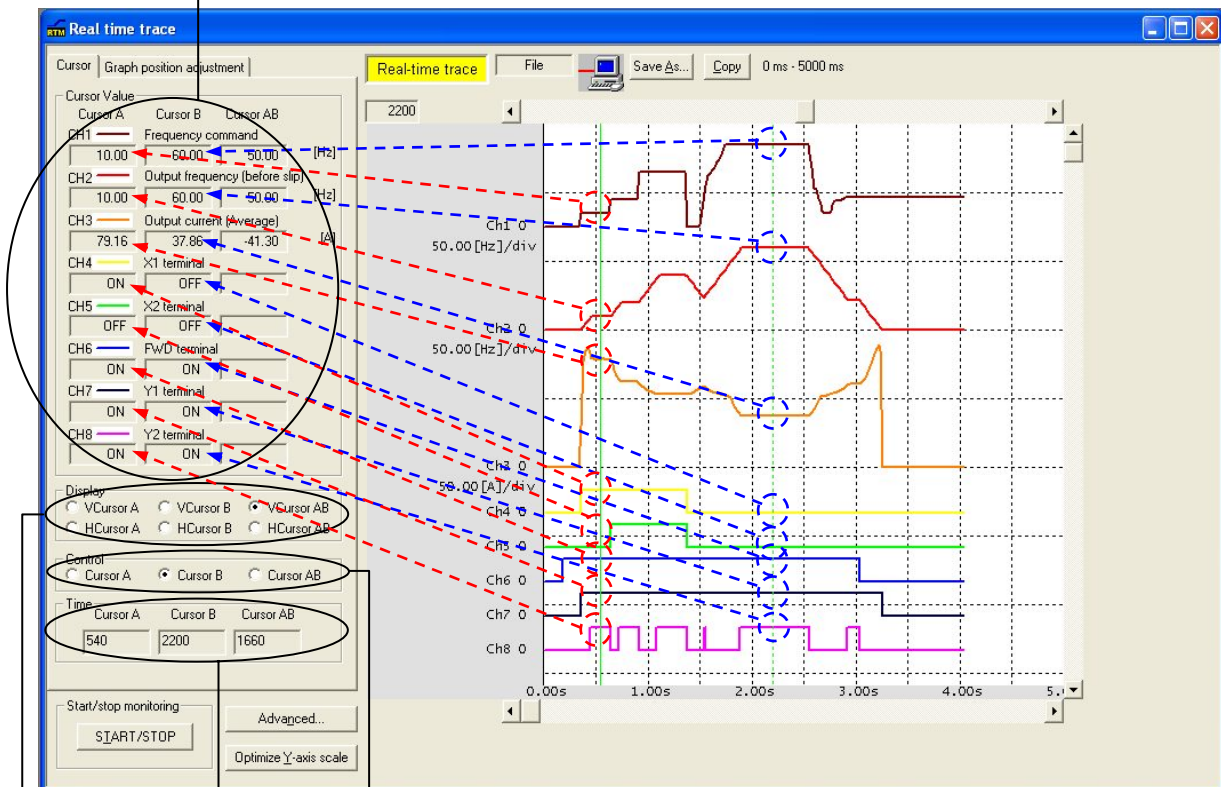 Real time trace
Cursor Graph position adjustment
Real-time trace File Save As... Copy 0 ms - 5000 ms
Cursor Value
Cursor A Cursor B Cursor AB
2200
CH1 Frequency command
10.00 60.00 50.00 [Hz]
CH2 Output frequency (before slip)
10.00 60.00 50.00 [Hz]
CH3 Output current (Average)
79.16 37.86 -41.30 [A]
CH4 X1 terminal
ON OFF
CH5 X2 terminal
OFF OFF
CH6 FWD terminal
ON ON
CH7 Y1 terminal
ON ON
CH8 Y2 terminal
ON ON
Display
VCursor A VCursor B VCursor AB
HCursor A HCursor B HCursor AB
Control
Cursor A Cursor B Cursor AB
Time
Cursor A Cursor B Cursor AB
540 2200 1660
Start/stop monitoring
START/STOP
Advanced...
Optimize Y-axis scale
Ch1 0
50.00[Hz]/div
Ch2 0
50.00[Hz]/div
Ch3 0
50.00[A]/div
Ch4 0
Ch5 0
Ch6 0
Ch7 0
Ch8 0
0.00s 1.00s 2.00s 3.00s 4.00s 5.
RTM